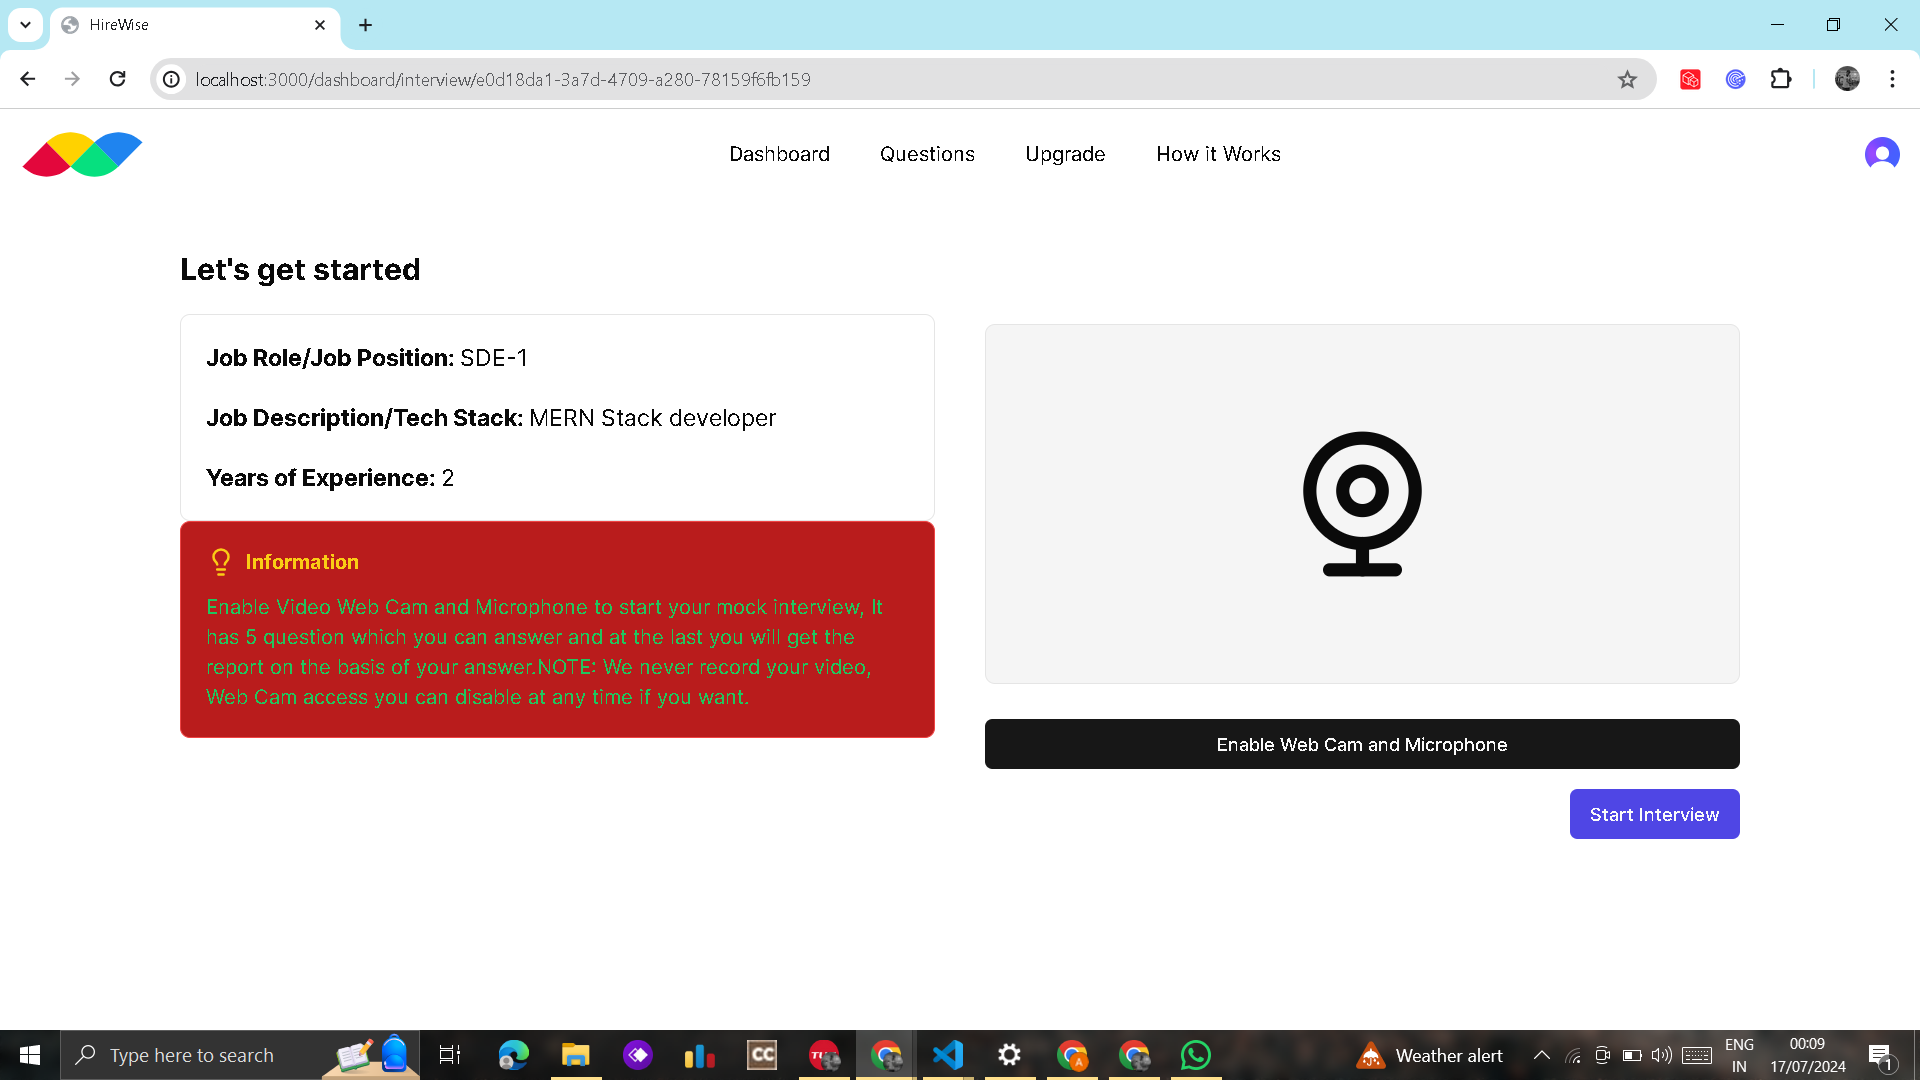 HireWise
localhost:3000/dashboard/interview/e0d18da1-3a7d-4709-a280-78159f6fb159
Dashboard
Questions
Upgrade
How it Works
Let's get started
Job Role/Job Position: SDE-1
Job Description/Tech Stack: MERN Stack developer
Years of Experience: 2
Information
Enable Video Web Cam and Microphone to start your mock interview, It
has 5 question which you can answer and at the last you will get the
report on the basis of your answer.NOTE: We never record your video,
Web Cam access you can disable at any time if you want.
Enable Web Cam and Microphone
Start Interview
Type here to search
CC
TUF
A
Weather alert
ENG
IN
00:09
17/07/2024
1